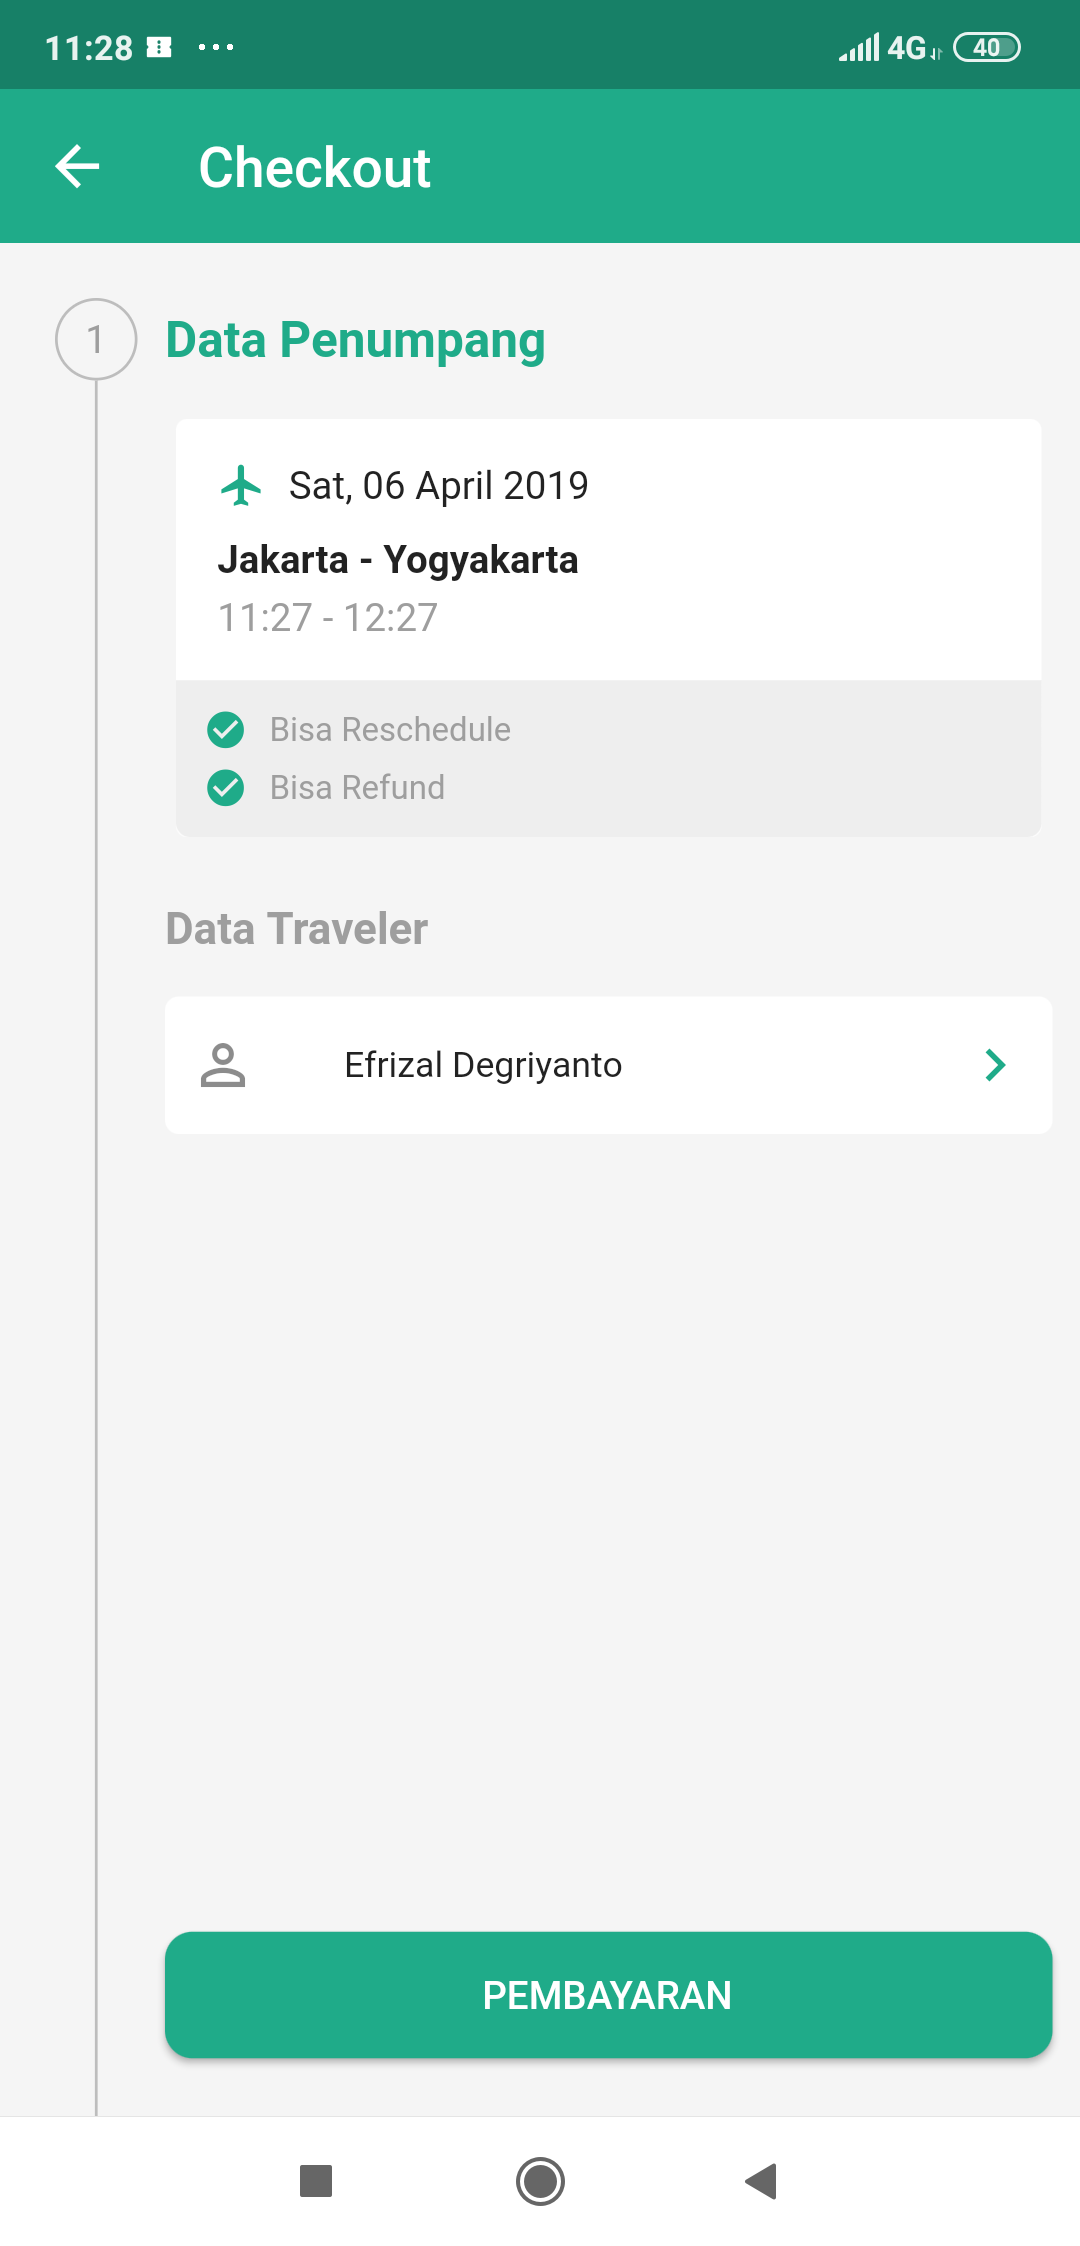 11:28 ... 4G 40
Checkout
1 Data Penumpang
Sat, 06 April 2019
Jakarta - Yogyakarta
11:27 - 12:27
Bisa Reschedule
Bisa Refund
Data Traveler
Efrizal Degriyanto
PEMBAYARAN